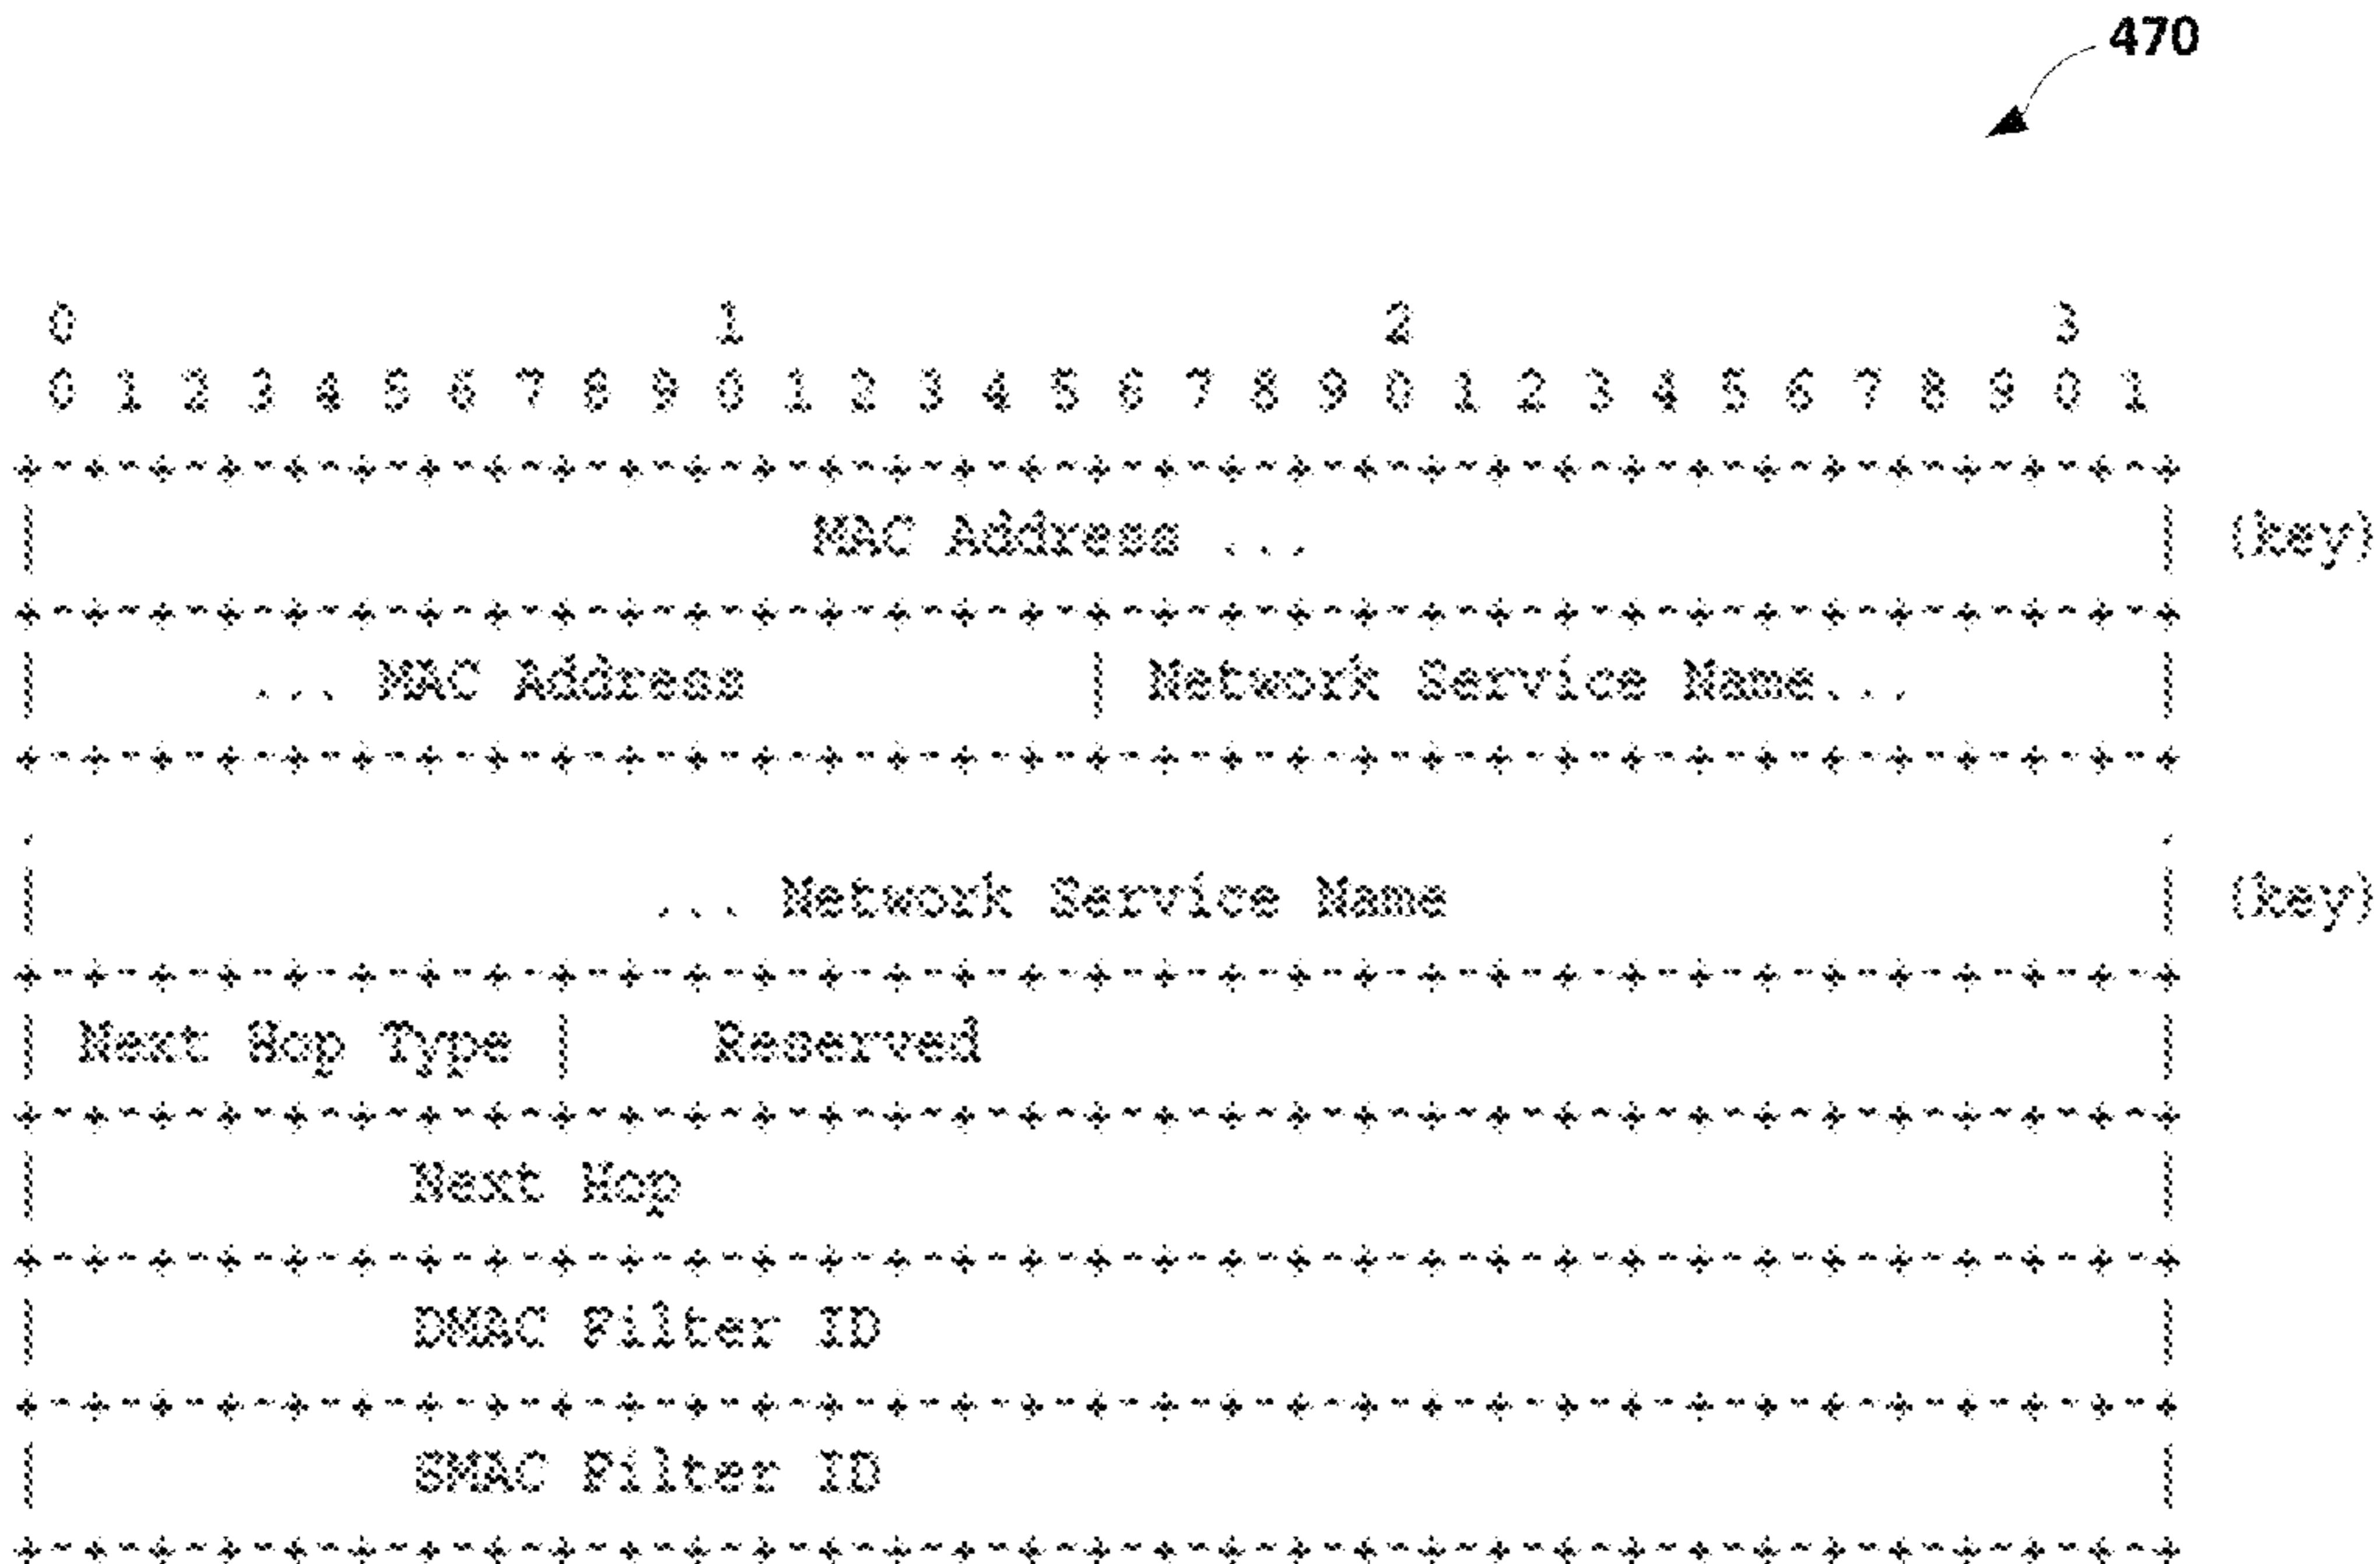 470
0 1 2 3
0 1 2 3 4 5 6 7 8 9 0 1 2 3 4 5 6 7 8 9 0 1 2 3 4 5 6 7 8 9 0 1
+-+-+-+-+-+-+-+-+-+-+-+-+-+-+-+-+-+-+-+-+-+-+-+-+-+-+-+-+-+-+-+-+
| MAC Address ... | (key)
+-+-+-+-+-+-+-+-+-+-+-+-+-+-+-+-+-+-+-+-+-+-+-+-+-+-+-+-+-+-+-+-+
| ... MAC Address | Network Service Name... |
+-+-+-+-+-+-+-+-+-+-+-+-+-+-+-+-+-+-+-+-+-+-+-+-+-+-+-+-+-+-+-+-+
. .
| ... Network Service Name | (key)
+-+-+-+-+-+-+-+-+-+-+-+-+-+-+-+-+-+-+-+-+-+-+-+-+-+-+-+-+-+-+-+-+
| Next Hop Type | Reserved |
+-+-+-+-+-+-+-+-+-+-+-+-+-+-+-+-+-+-+-+-+-+-+-+-+-+-+-+-+-+-+-+-+
| Next Hop |
+-+-+-+-+-+-+-+-+-+-+-+-+-+-+-+-+-+-+-+-+-+-+-+-+-+-+-+-+-+-+-+-+
| DMAC Filter ID |
+-+-+-+-+-+-+-+-+-+-+-+-+-+-+-+-+-+-+-+-+-+-+-+-+-+-+-+-+-+-+-+-+
| SMAC Filter ID |
+-+-+-+-+-+-+-+-+-+-+-+-+-+-+-+-+-+-+-+-+-+-+-+-+-+-+-+-+-+-+-+-+